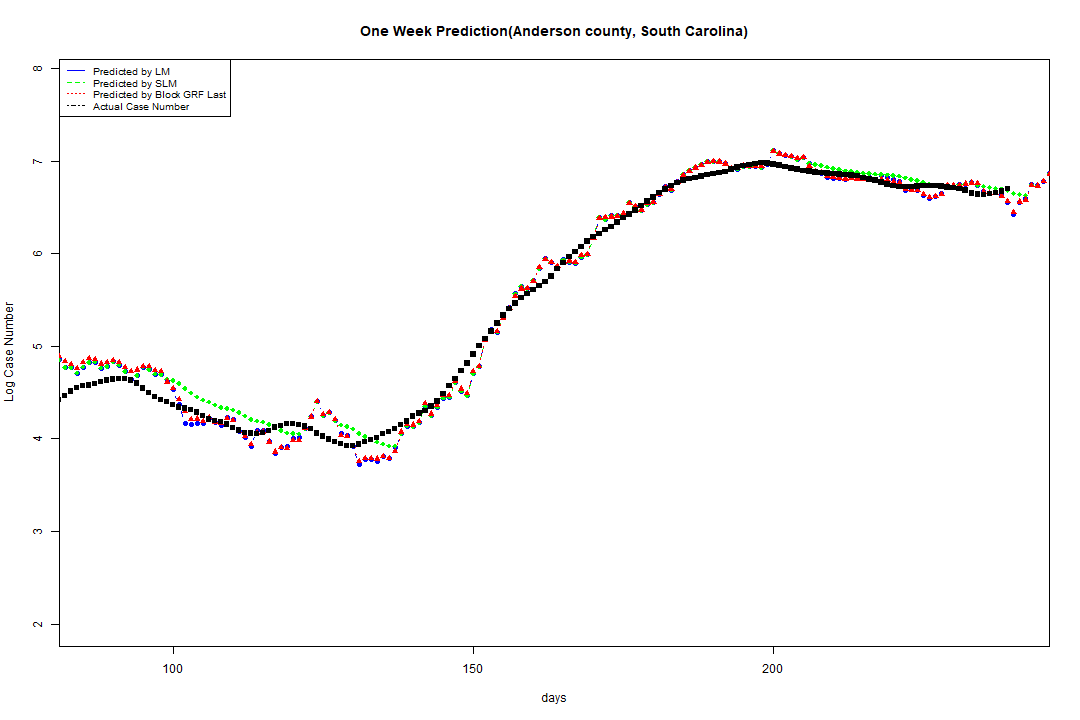 One Week Prediction(Anderson county, South Carolina)
Predicted by LM
Predicted by SLM
Predicted by Block GRF Last
Actual Case Number
8
7
6
5
4
3
2
Log Case Number
100 150 200
days